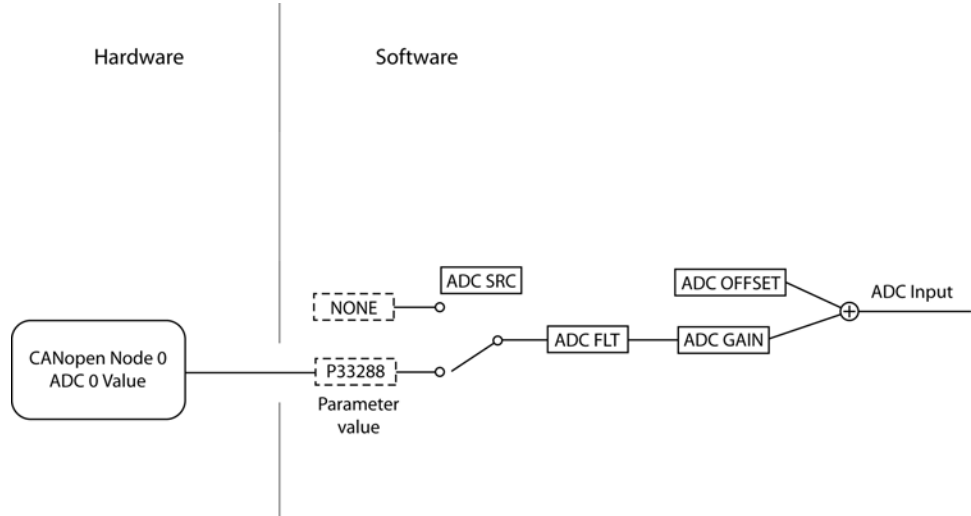 Hardware
Software
ADC SRC
ADC OFFSET
ADC Input
NONE
ADC FLT
ADC GAIN
CANopen Node 0
ADC 0 Value
P33288
Parameter
value